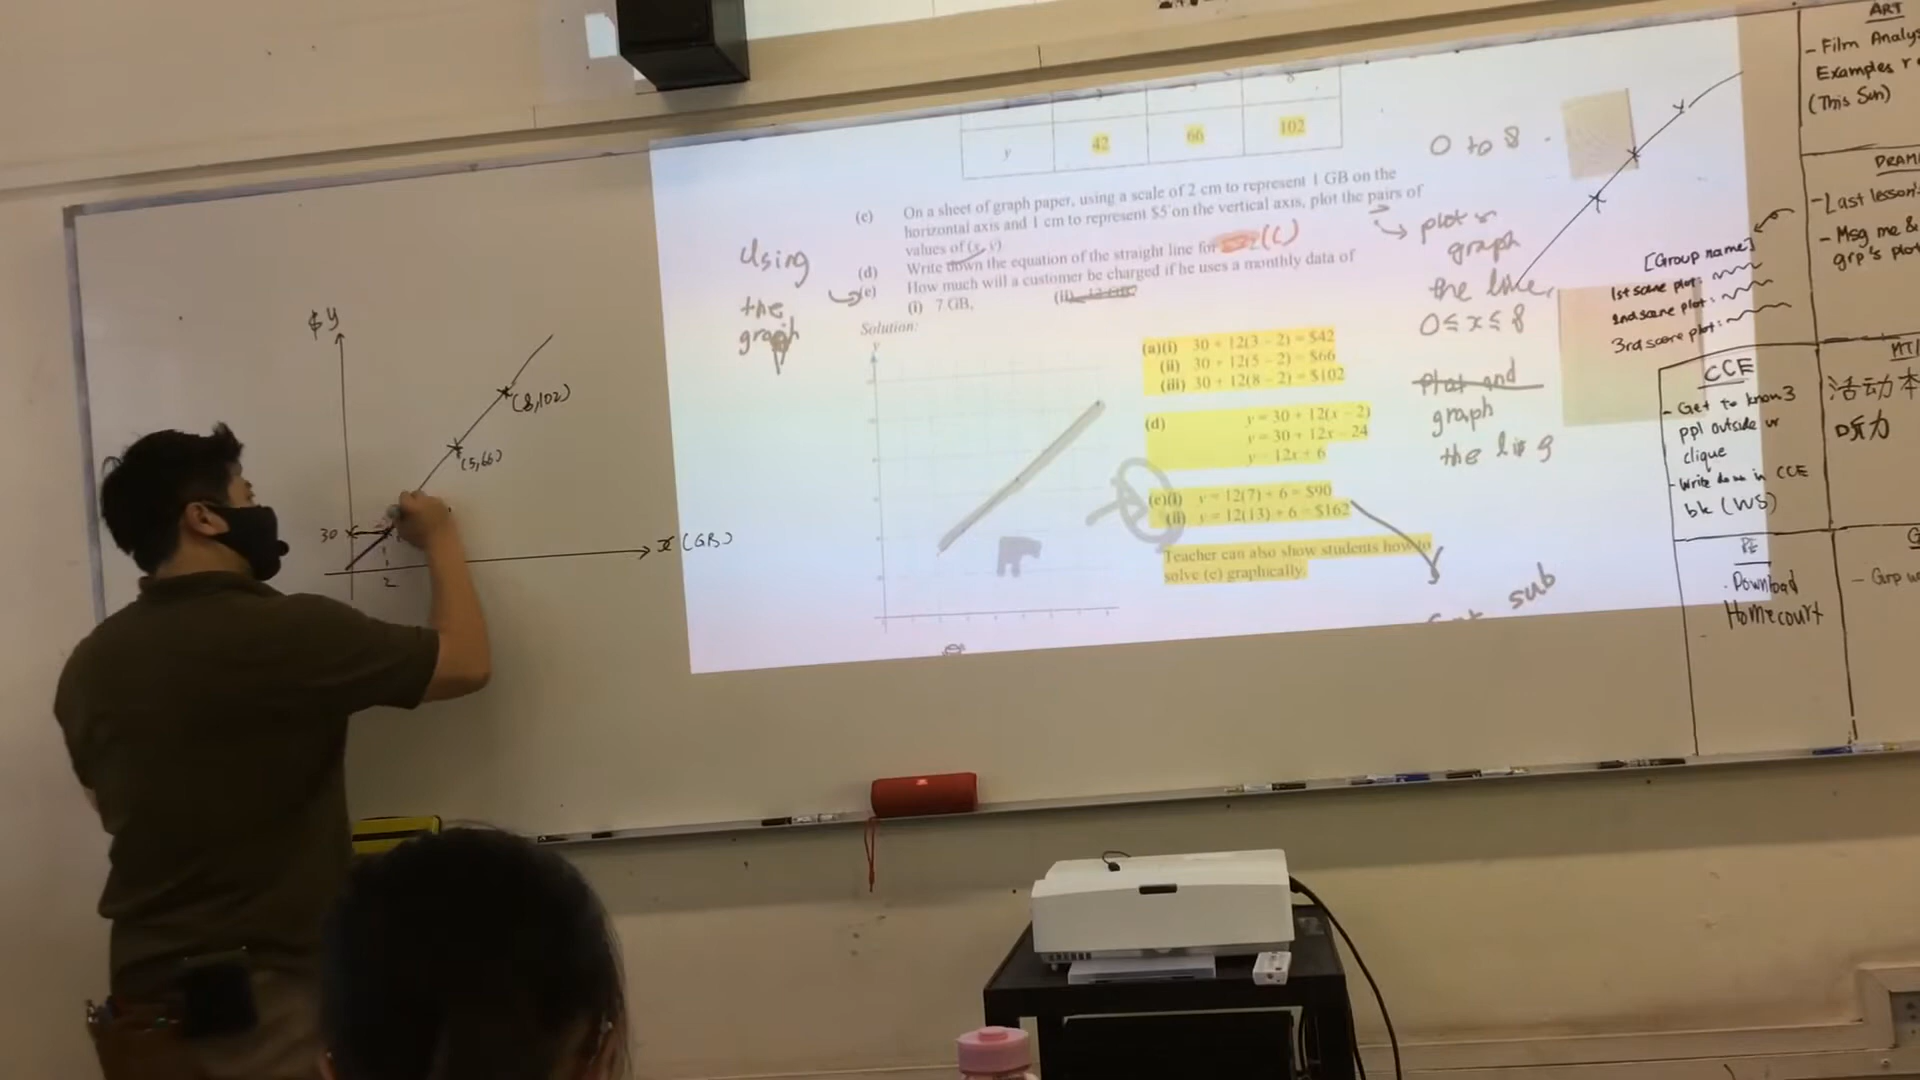 $ y
(8,102)
(5,66)
30
2
x (GB)
8
y 42 66 102
(c) On a sheet of graph paper, using a scale of 2 cm to represent 1 GB on the
horizontal axis and 1 cm to represent $5 on the vertical axis, plot the pairs of
values of (x, y).
(d) Write down the equation of the straight line for (c)
(e) How much will a customer be charged if he uses a monthly data of
(i) 7 GB, (ii) 13 GB?
Solution:
y
Using
the
graph
(a)(i) 30 + 12(3 − 2) = $42
(ii) 30 + 12(5 − 2) = $66
(iii) 30 + 12(8 − 2) = $102
(d) y = 30 + 12(x − 2)
y = 30 + 12x − 24
y = 12x + 6
(e)(i) y = 12(7) + 6 = $90
(ii) y = 12(13) + 6 = $162
Teacher can also show students how to
solve (e) graphically.
0 to 8
plot
graph
the line,
0 ≤ x ≤ 8
Plot and
graph
the
sub
ART
- Film Analys
Examples
(This Sun)
DRAM
- Last lesson's
- Msg me &
grp's plot
[Group name]
1st scene plot:
2nd scene plot:
3rd scene plot:
CCE
- Get to know 3
ppl outside ur
clique
- Write down in CCE
bk (WS)
MT/
活动本
听力
PE
· Download
Homecourt
G
- Grp